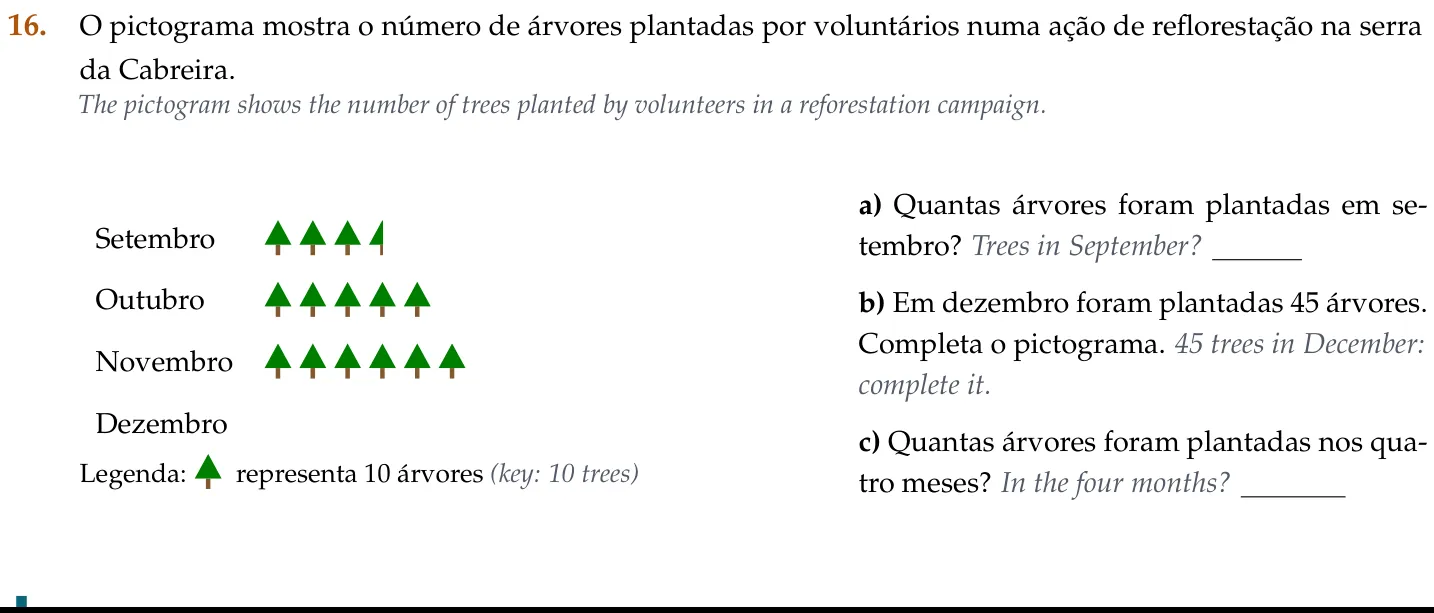 16. O pictograma mostra o número de árvores plantadas por voluntários numa ação de reflorestação na serra
da Cabreira.
The pictogram shows the number of trees planted by volunteers in a reforestation campaign.
Setembro
Outubro
Novembro
Dezembro
Legenda: representa 10 árvores (key: 10 trees)
a) Quantas árvores foram plantadas em se-
tembro? Trees in September? ______
b) Em dezembro foram plantadas 45 árvores.
Completa o pictograma. 45 trees in December:
complete it.
c) Quantas árvores foram plantadas nos qua-
tro meses? In the four months? _______